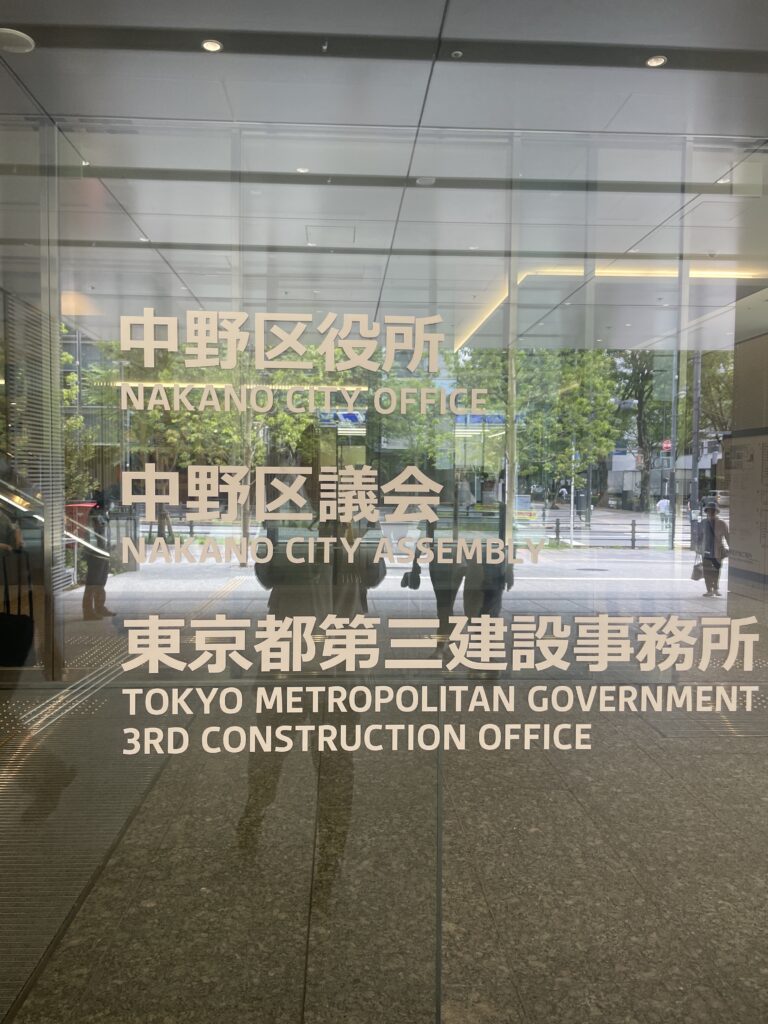 中野区役所
NAKANO CITY OFFICE
中野区議会
NAKANO CITY ASSEMBLY
東京都第三建設事務所
TOKYO METROPOLITAN GOVERNMENT
3RD CONSTRUCTION OFFICE